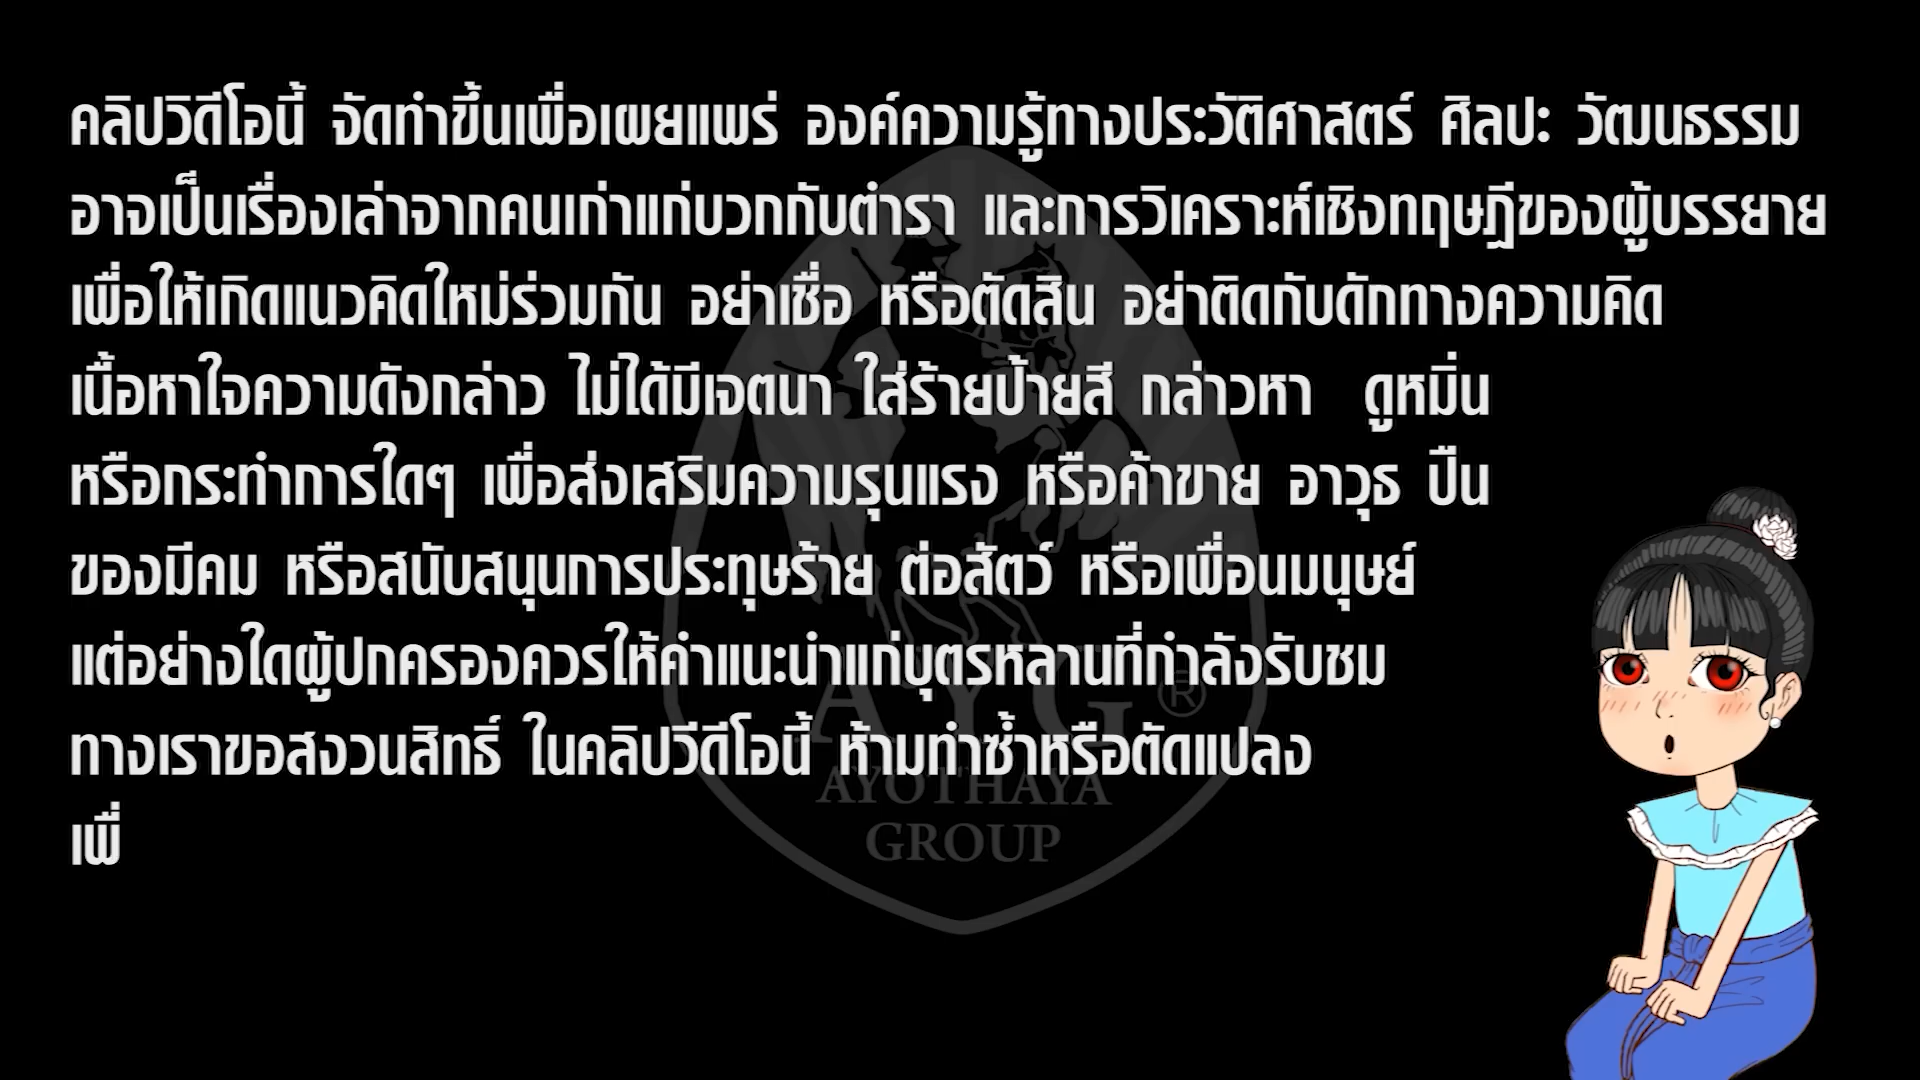 คลิปวิดีโอนี้ จัดทำขึ้นเพื่อเผยแพร่ องค์ความรู้ทางประวัติศาสตร์ ศิลปะ วัฒนธรรม
อาจเป็นเรื่องเล่าจากคนเก่าแก่บวกกับตำรา และการวิเคราะห์เชิงทฤษฎีของผู้บรรยาย
เพื่อให้เกิดแนวคิดใหม่ร่วมกัน อย่าเชื่อ หรือตัดสิน อย่าติดกับดักทางความคิด
เนื้อหาใจความดังกล่าว ไม่ได้มีเจตนา ใส่ร้ายป้ายสี กล่าวหา ดูหมิ่น
หรือกระทำการใดๆ เพื่อส่งเสริมความรุนแรง หรือค้าขาย อาวุธ ปืน
ของมีคม หรือสนับสนุนการประทุษร้าย ต่อสัตว์ หรือเพื่อนมนุษย์
แต่อย่างใดผู้ปกครองควรให้คำแนะนำแก่บุตรหลานที่กำลังรับชม
ทางเราขอสงวนสิทธิ์ ในคลิปวีดีโอนี้ ห้ามทำซ้ำหรือตัดแปลง
เพื่
AYG ®
AYOTHAYA
GROUP